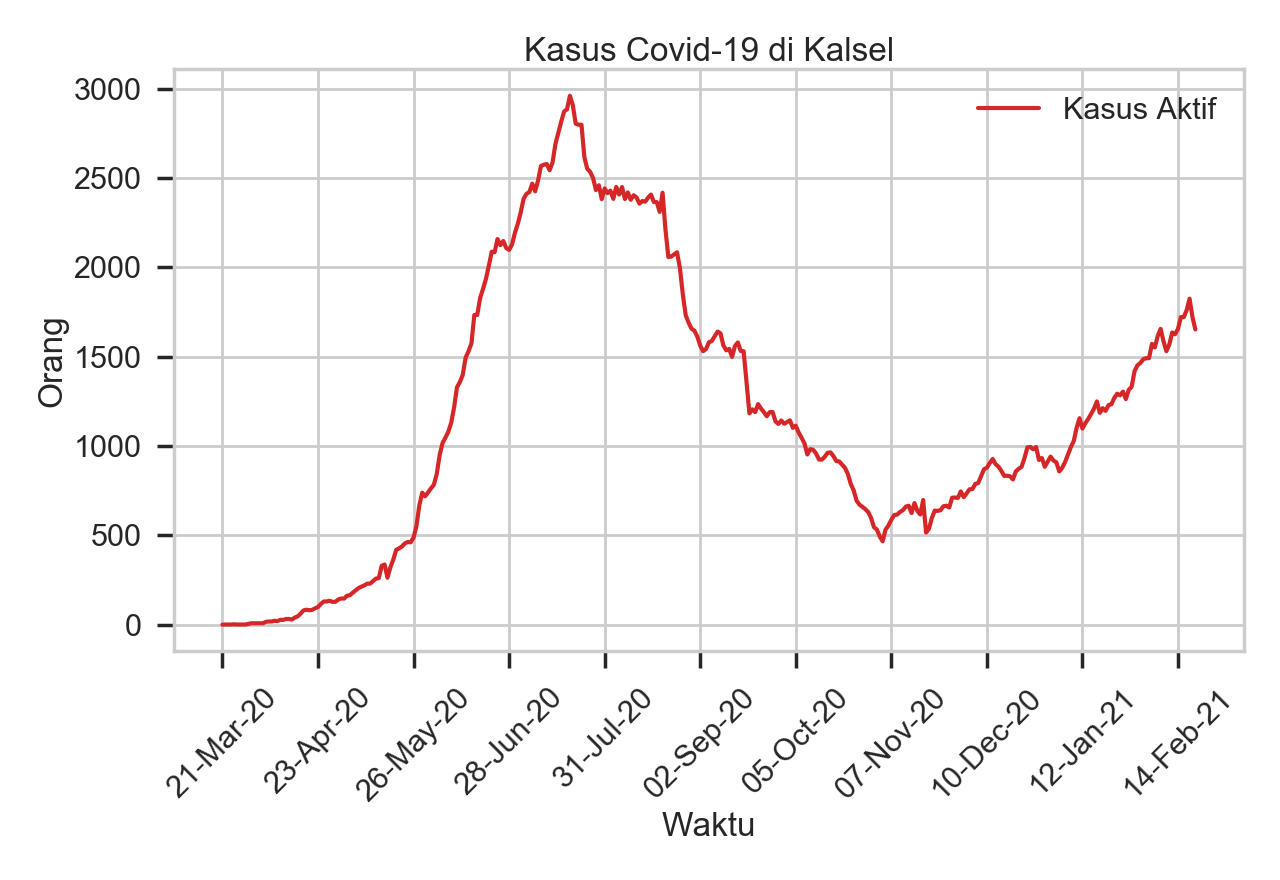 Kasus Covid-19 di Kalsel
Kasus Aktif
3000
2500
2000
1500
1000
500
0
Orang
21-Mar-20
23-Apr-20
26-May-20
28-Jun-20
31-Jul-20
02-Sep-20
05-Oct-20
07-Nov-20
10-Dec-20
12-Jan-21
14-Feb-21
Waktu